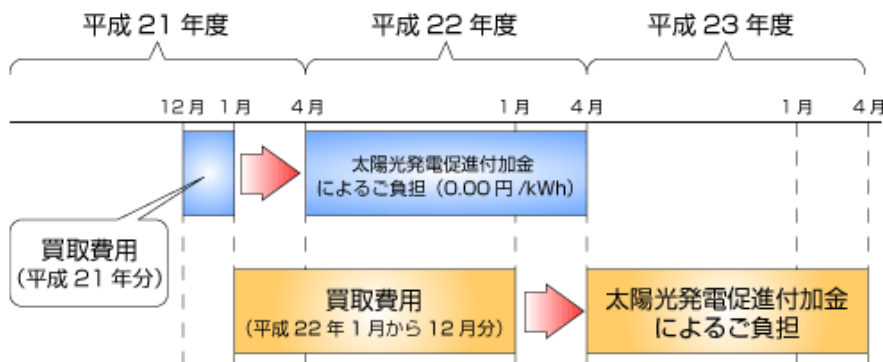 平成 21 年度
平成 22 年度
平成 23 年度
12月
1月
4月
1月
4月
1月
4月
太陽光発電促進付加金
によるご負担（0.00 円 /kWh）
買取費用
（平成 21 年分）
買取費用
（平成 22 年 1 月から 12 月分）
太陽光発電促進付加金
によるご負担